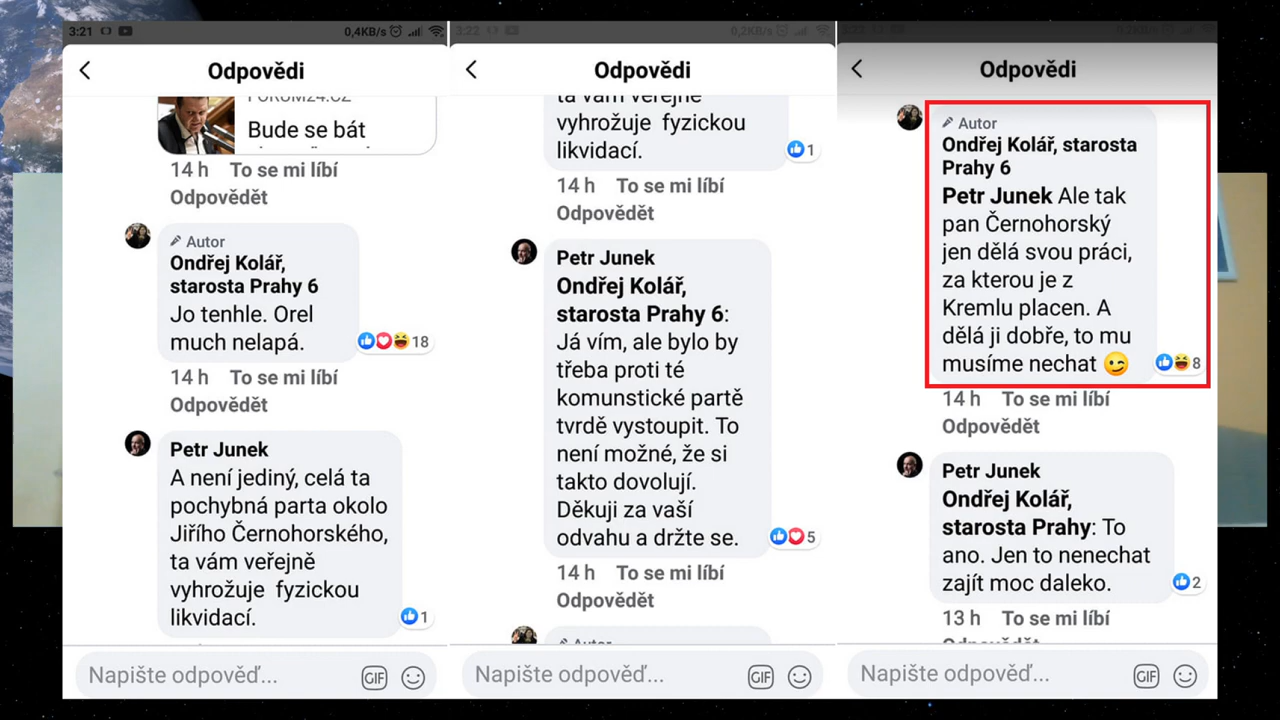 3:21
0,4KB/s
Odpovědi
FORUM24.CZ
Bude se bát
14 h To se mi líbí
Odpovědět
Autor
Ondřej Kolář,
starosta Prahy 6
Jo tenhle. Orel
much nelapá.
18
14 h To se mi líbí
Odpovědět
Petr Junek
A není jediný, celá ta
pochybná parta okolo
Jiřího Černohorského,
ta vám veřejně
vyhrožuje fyzickou
likvidací.
1
Napište odpověď...
GIF
3:22
0,2KB/s
Odpovědi
ta vám veřejně
vyhrožuje fyzickou
likvidací.
1
14 h To se mi líbí
Odpovědět
Petr Junek
Ondřej Kolář,
starosta Prahy 6:
Já vím, ale bylo by
třeba proti té
komunstické partě
tvrdě vystoupit. To
není možné, že si
takto dovolují.
Děkuji za vaší
odvahu a držte se.
5
14 h To se mi líbí
Odpovědět
Autor
Napište odpověď...
GIF
Odpovědi
Autor
Ondřej Kolář, starosta
Prahy 6
Petr Junek Ale tak
pan Černohorský
jen dělá svou práci,
za kterou je z
Kremlu placen. A
dělá ji dobře, to mu
musíme nechat 😉
8
14 h To se mi líbí
Odpovědět
Petr Junek
Ondřej Kolář,
starosta Prahy: To
ano. Jen to nenechat
zajít moc daleko.
2
13 h To se mi líbí
Odpovědět
Napište odpověď...
GIF